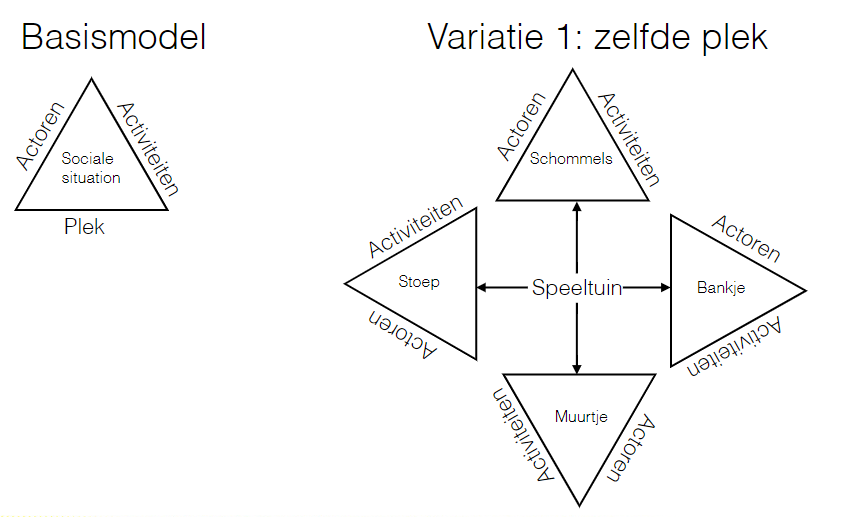 Basismodel
Actoren
Activiteiten
Sociale
situation
Plek
Variatie 1: zelfde plek
Actoren
Activiteiten
Schommels
Activiteiten
Stoep
Actoren
Speeltuin
Actoren
Bankje
Activiteiten
Activiteiten
Muurtje
Actoren